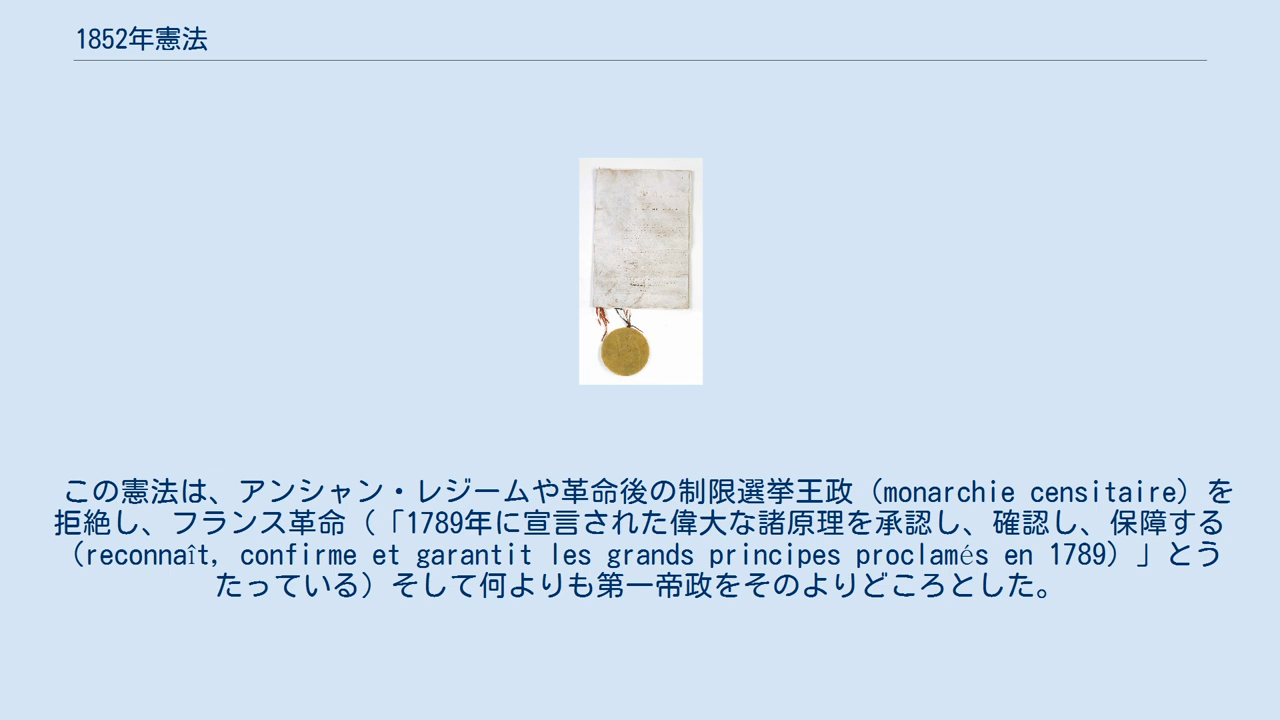 1852年憲法
この憲法は、アンシャン・レジームや革命後の制限選挙王政（monarchie censitaire）を
拒絶し、フランス革命（「1789年に宣言された偉大な諸原理を承認し、確認し、保障する
（reconnaît, confirme et garantit les grands principes proclamés en 1789）」とう
たっている）そして何よりも第一帝政をそのよりどころとした。